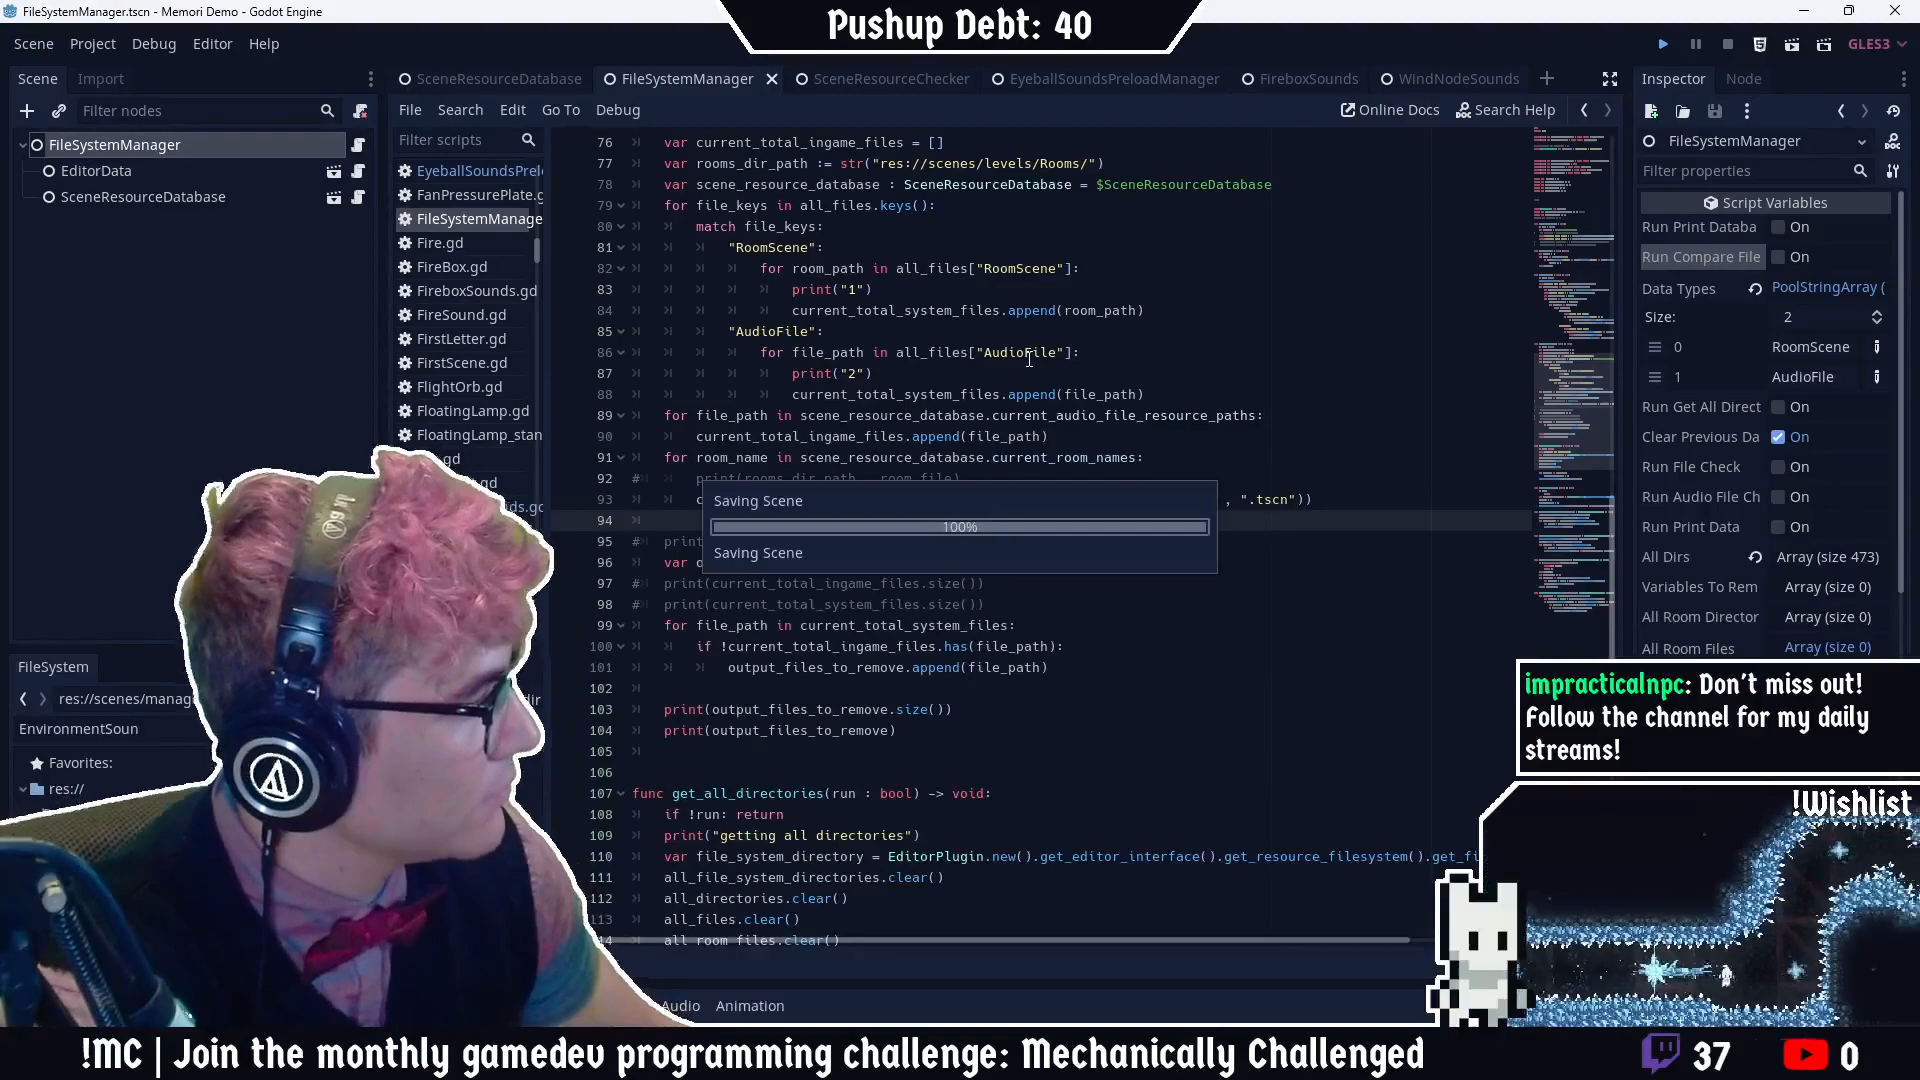 FileSystemManager.tscn - Memori Demo - Godot Engine
Pushup Debt: 40
Scene Project Debug Editor Help
GLES3
Scene Import
SceneResourceDatabase FileSystemManager SceneResourceChecker EyeballSoundsPreloadManager FireboxSounds WindNodeSounds
Inspector Node
Filter nodes
File Search Edit Go To Debug
Online Docs Search Help
FileSystemManager
EditorData
SceneResourceDatabase
Filter scripts
EyeballSoundsPrel
FanPressurePlate.g
FileSystemManage
Fire.gd
FireBox.gd
FireboxSounds.gd
FireSound.gd
FirstLetter.gd
FirstScene.gd
FlightOrb.gd
FloatingLamp.gd
FloatingLamp_stan
76 var current_total_ingame_files = []
77 var rooms_dir_path := str("res://scenes/levels/Rooms/")
78 var scene_resource_database : SceneResourceDatabase = $SceneResourceDatabase
79 for file_keys in all_files.keys():
80 match file_keys:
81 "RoomScene":
82 for room_path in all_files["RoomScene"]:
83 print("1")
84 current_total_system_files.append(room_path)
85 "AudioFile":
86 for file_path in all_files["AudioFile"]:
87 print("2")
88 current_total_system_files.append(file_path)
89 for file_path in scene_resource_database.current_audio_file_resource_paths:
90 current_total_ingame_files.append(file_path)
91 for room_name in scene_resource_database.current_room_names:
92 #
93 c , ".tscn"))
94
95 # print
96 var o
97 # print(current_total_ingame_files.size())
98 # print(current_total_system_files.size())
99 for file_path in current_total_system_files:
100 if !current_total_ingame_files.has(file_path):
101 output_files_to_remove.append(file_path)
102
103 print(output_files_to_remove.size())
104 print(output_files_to_remove)
105
106
107 func get_all_directories(run : bool) -> void:
108 if !run: return
109 print("getting all directories")
110 var file_system_directory = EditorPlugin.new().get_editor_interface().get_resource_filesystem().get_fi
111 all_file_system_directories.clear()
112 all_directories.clear()
113 all_files.clear()
14 all_room_files.clear()
Saving Scene
100%
Saving Scene
Audio Animation
FileSystemManager
Filter properties
Script Variables
Run Print Databa On
Run Compare File On
Data Types PoolStringArray (
Size: 2
0 RoomScene
1 AudioFile
Run Get All Direct On
Clear Previous Da On
Run File Check On
Run Audio File Ch On
Run Print Data On
All Dirs Array (size 473)
Variables To Rem Array (size 0)
All Room Director Array (size 0)
All Room Files Array (size 0)
FileSystem
res://scenes/manag
EnvironmentSoun
Favorites:
res://
impracticalnpc: Don't miss out!
Follow the channel for my daily
streams!
!Wishlist
!MC | Join the monthly gamedev programming challenge: Mechanically Challenged
37 0